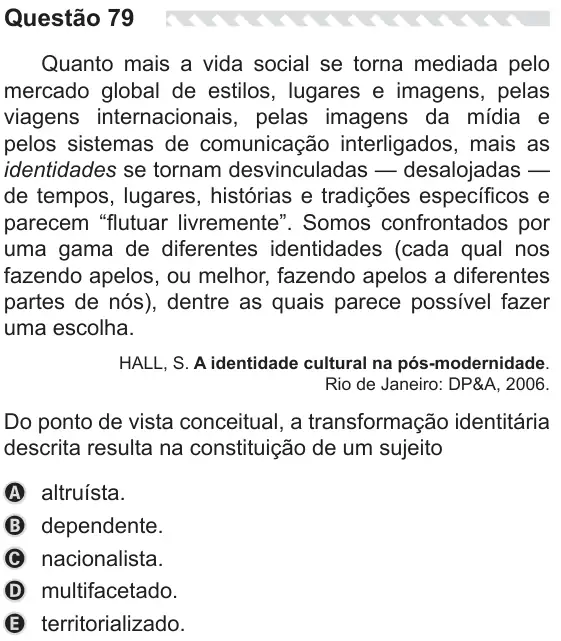 Questão 79
Quanto mais a vida social se torna mediada pelo
mercado global de estilos, lugares e imagens, pelas
viagens internacionais, pelas imagens da mídia e
pelos sistemas de comunicação interligados, mais as
identidades se tornam desvinculadas — desalojadas —
de tempos, lugares, histórias e tradições específicos e
parecem “flutuar livremente”. Somos confrontados por
uma gama de diferentes identidades (cada qual nos
fazendo apelos, ou melhor, fazendo apelos a diferentes
partes de nós), dentre as quais parece possível fazer
uma escolha.
HALL, S. A identidade cultural na pós-modernidade.
Rio de Janeiro: DP&A, 2006.
Do ponto de vista conceitual, a transformação identitária
descrita resulta na constituição de um sujeito
A altruísta.
B dependente.
C nacionalista.
D multifacetado.
E territorializado.